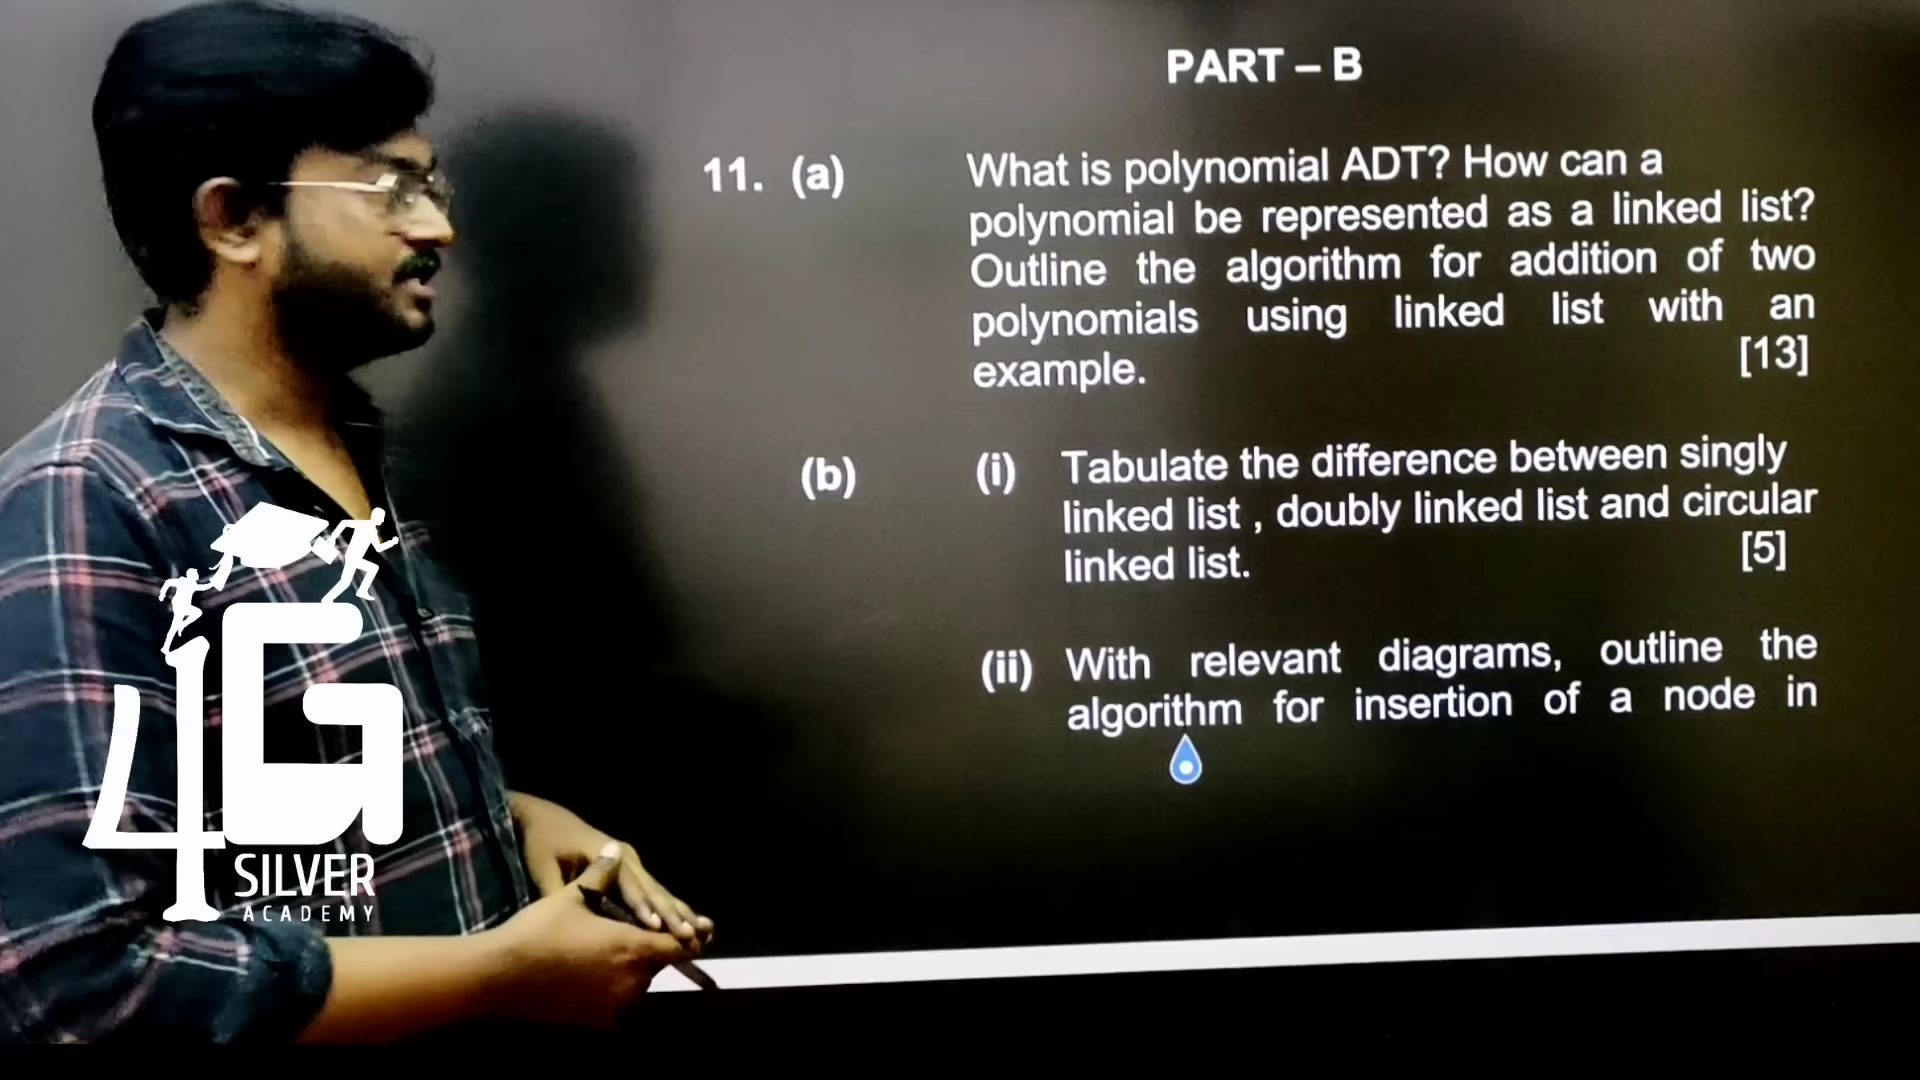 PART – B
11. (a) What is polynomial ADT? How can a
polynomial be represented as a linked list?
Outline the algorithm for addition of two
polynomials using linked list with an
example. [13]
(b) (i) Tabulate the difference between singly
linked list , doubly linked list and circular
linked list. [5]
(ii) With relevant diagrams, outline the
algorithm for insertion of a node in
4G
SILVER
ACADEMY